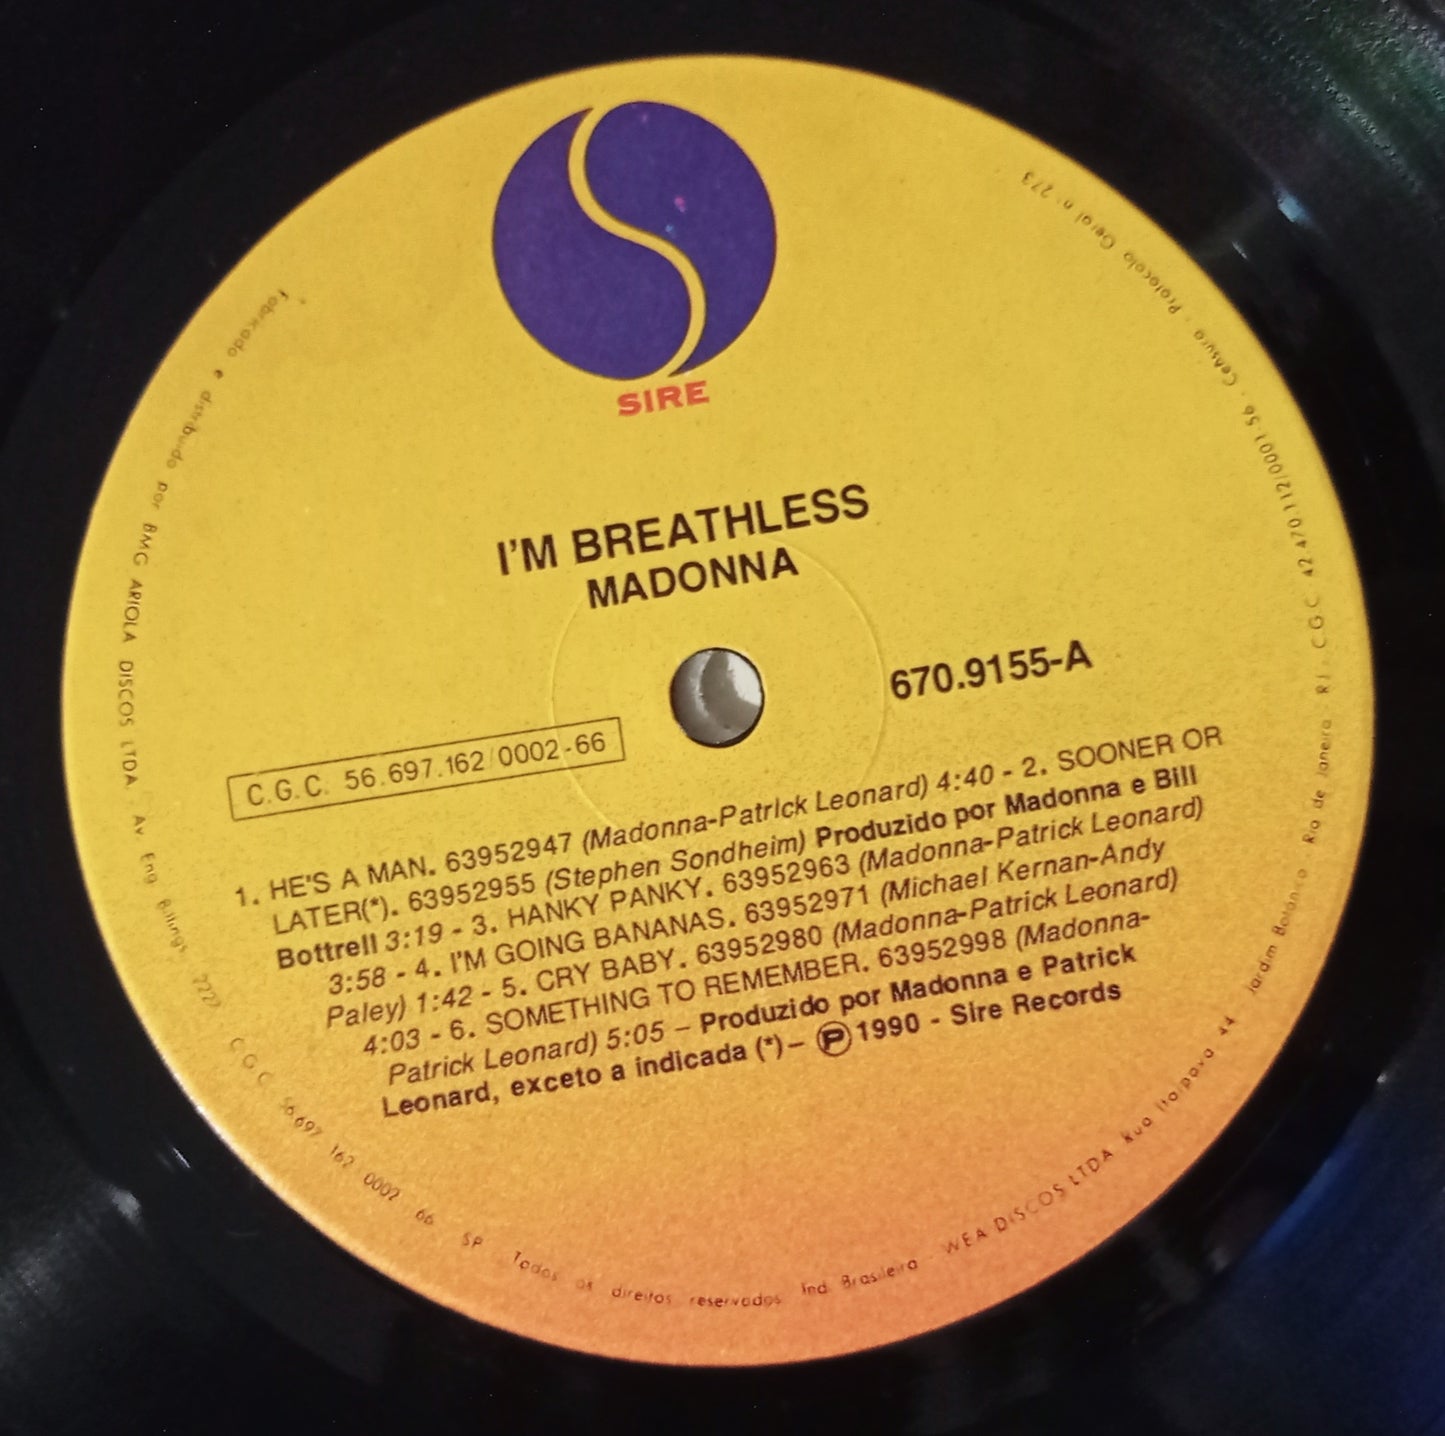 SIRE
I'M BREATHLESS
MADONNA
670.9155-A
C.G.C. 56.697.162/0002-66
1. HE'S A MAN. 63952947 (Madonna-Patrick Leonard) 4:40 - 2. SOONER OR
LATER(*). 63952955 (Stephen Sondheim) Produzido por Madonna e Bill
Bottrell 3:19 - 3. HANKY PANKY. 63952963 (Madonna-Patrick Leonard)
3:58 - 4. I'M GOING BANANAS. 63952971 (Michael Kernan-Andy
Paley) 1:42 - 5. CRY BABY. 63952980 (Madonna-Patrick Leonard)
4:03 - 6. SOMETHING TO REMEMBER. 63952998 (Madonna-
Patrick Leonard) 5:05 – Produzido por Madonna e Patrick
Leonard, exceto a indicada (*) – Ⓟ 1990 - Sire Records
Fabricado e distribuido por BMG ARIOLA DISCOS LTDA. Av Eng Billings 2227 C G C 56.697 162 0002 66 SP Todos os direitos reservados Ind Brasileira - WEA DISCOS LTDA Rua Itaipava 44 Jardim Botânico Rio de Janeiro - RJ. C.G.C 42 470 112/0001 56 - Censura - Protocolo Geral nº 273